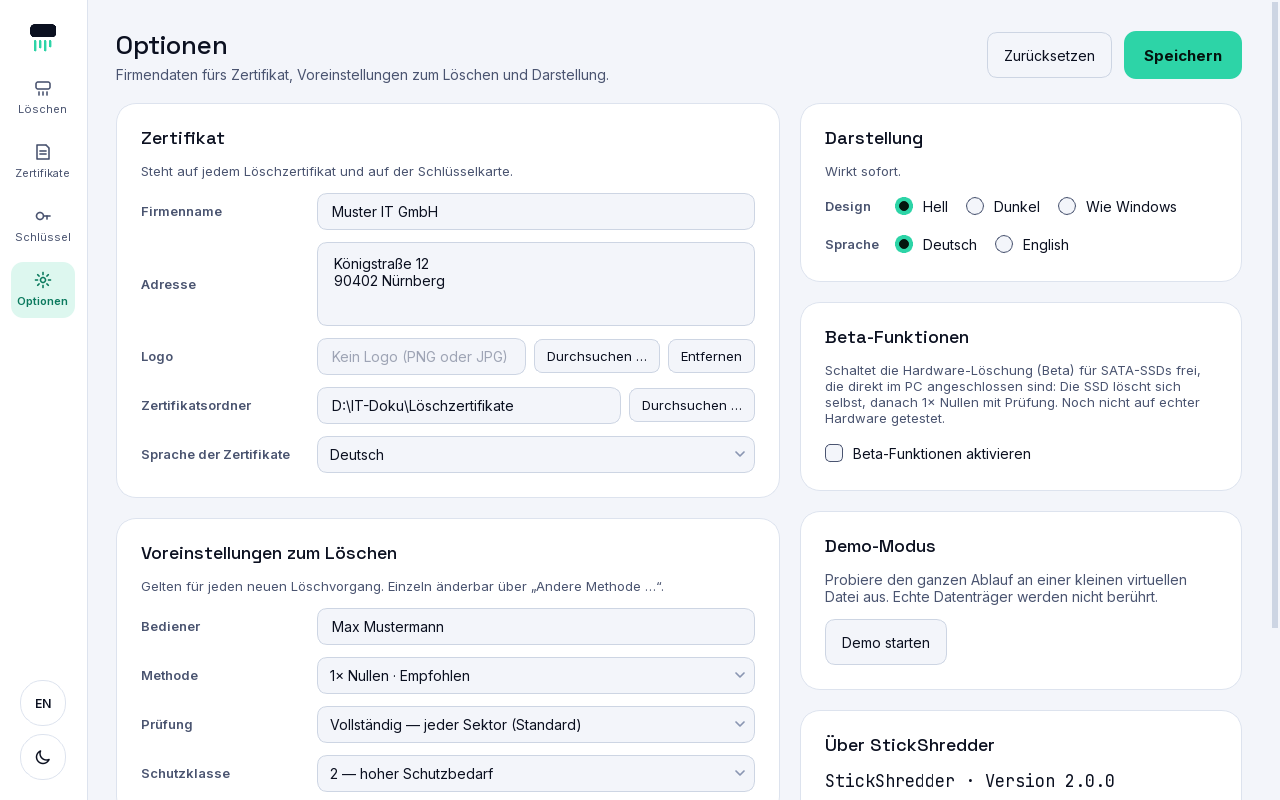 Löschen
Zertifikate
Schlüssel
Optionen
EN
Optionen
Firmendaten fürs Zertifikat, Voreinstellungen zum Löschen und Darstellung.
Zurücksetzen
Speichern
Zertifikat
Steht auf jedem Löschzertifikat und auf der Schlüsselkarte.
Firmenname
Muster IT GmbH
Adresse
Königstraße 12
90402 Nürnberg
Logo
Kein Logo (PNG oder JPG)
Durchsuchen …
Entfernen
Zertifikatsordner
D:\IT-Doku\Löschzertifikate
Durchsuchen …
Sprache der Zertifikate
Deutsch
Voreinstellungen zum Löschen
Gelten für jeden neuen Löschvorgang. Einzeln änderbar über „Andere Methode …“.
Bediener
Max Mustermann
Methode
1× Nullen · Empfohlen
Prüfung
Vollständig — jeder Sektor (Standard)
Schutzklasse
2 — hoher Schutzbedarf
Darstellung
Wirkt sofort.
Design
Hell
Dunkel
Wie Windows
Sprache
Deutsch
English
Beta-Funktionen
Schaltet die Hardware-Löschung (Beta) für SATA-SSDs frei,
die direkt im PC angeschlossen sind: Die SSD löscht sich
selbst, danach 1× Nullen mit Prüfung. Noch nicht auf echter
Hardware getestet.
Beta-Funktionen aktivieren
Demo-Modus
Probiere den ganzen Ablauf an einer kleinen virtuellen
Datei aus. Echte Datenträger werden nicht berührt.
Demo starten
Über StickShredder
StickShredder · Version 2.0.0